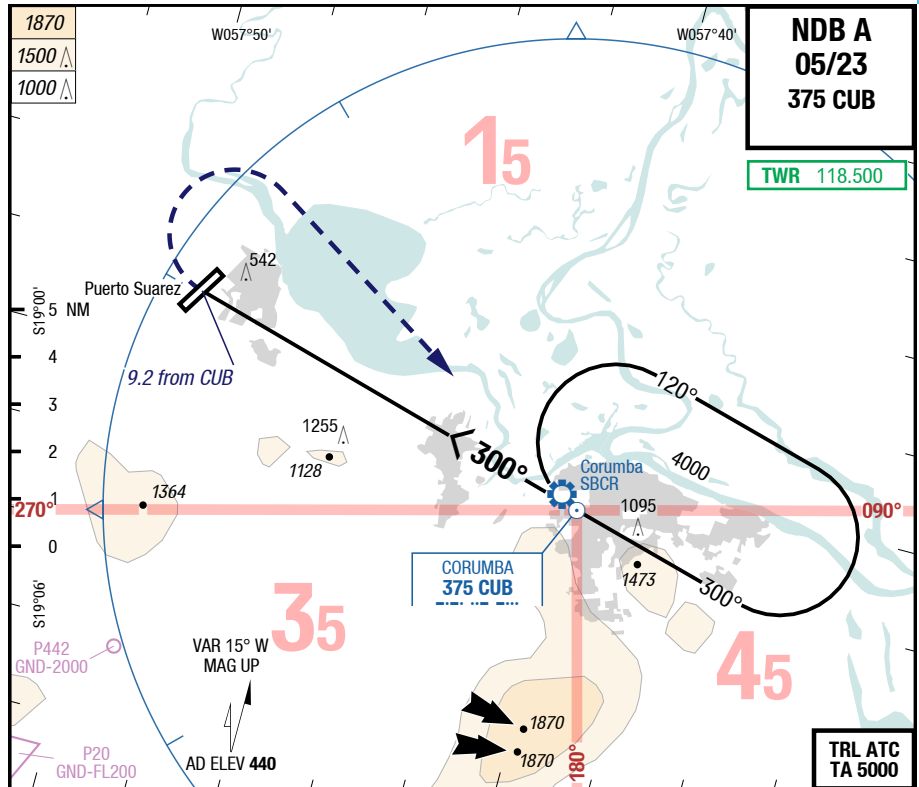 1870
1500
1000
W057°50'
W057°40'
NDB A
05/23
375 CUB
TWR 118.500
15
542
Puerto Suarez
S19°00'
5 NM
4
3
2
1
0
9.2 from CUB
120°
1255
1128
300°
4000
Corumba
SBCR
1364
1095
270°
090°
CORUMBA
375 CUB
1473
300°
S19°06'
35
45
P442
GND-2000
VAR 15° W
MAG UP
1870
1870
180°
P20
GND-FL200
AD ELEV 440
TRL ATC
TA 5000